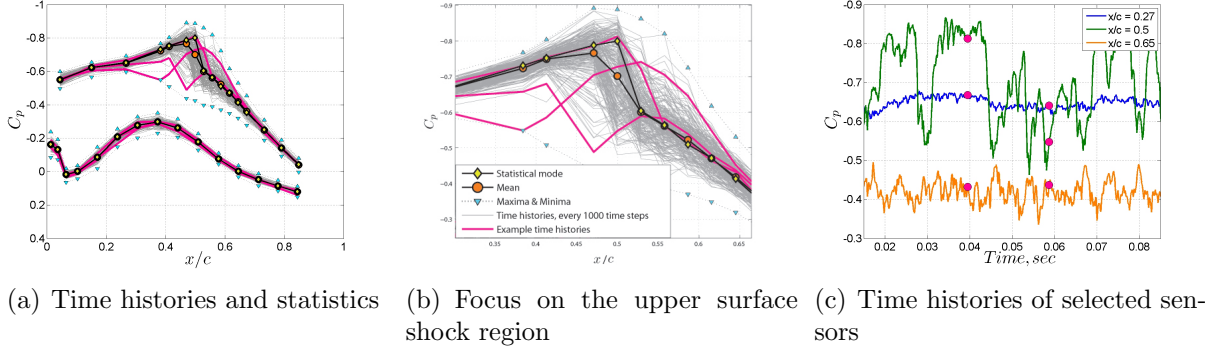 -1
-0.8
-0.6
-0.4
-0.2
0
0.2
0.4
Cp
0
0.2
0.4
0.6
0.8
1
x/c
(a) Time histories and statistics
-0.9
-0.8
-0.7
-0.6
-0.5
-0.4
-0.3
Cp
0.35
0.4
0.45
0.5
0.55
0.6
0.65
x/c
Statistical mode
Mean
Maxima & Minima
Time histories, every 1000 time steps
Example time histories
(b) Focus on the upper surface
shock region
-0.9
-0.8
-0.7
-0.6
-0.5
-0.4
-0.3
Cp
x/c = 0.27
x/c = 0.5
x/c = 0.65
0.02
0.03
0.04
0.05
0.06
0.07
0.08
Time, sec
(c) Time histories of selected sen-
sors